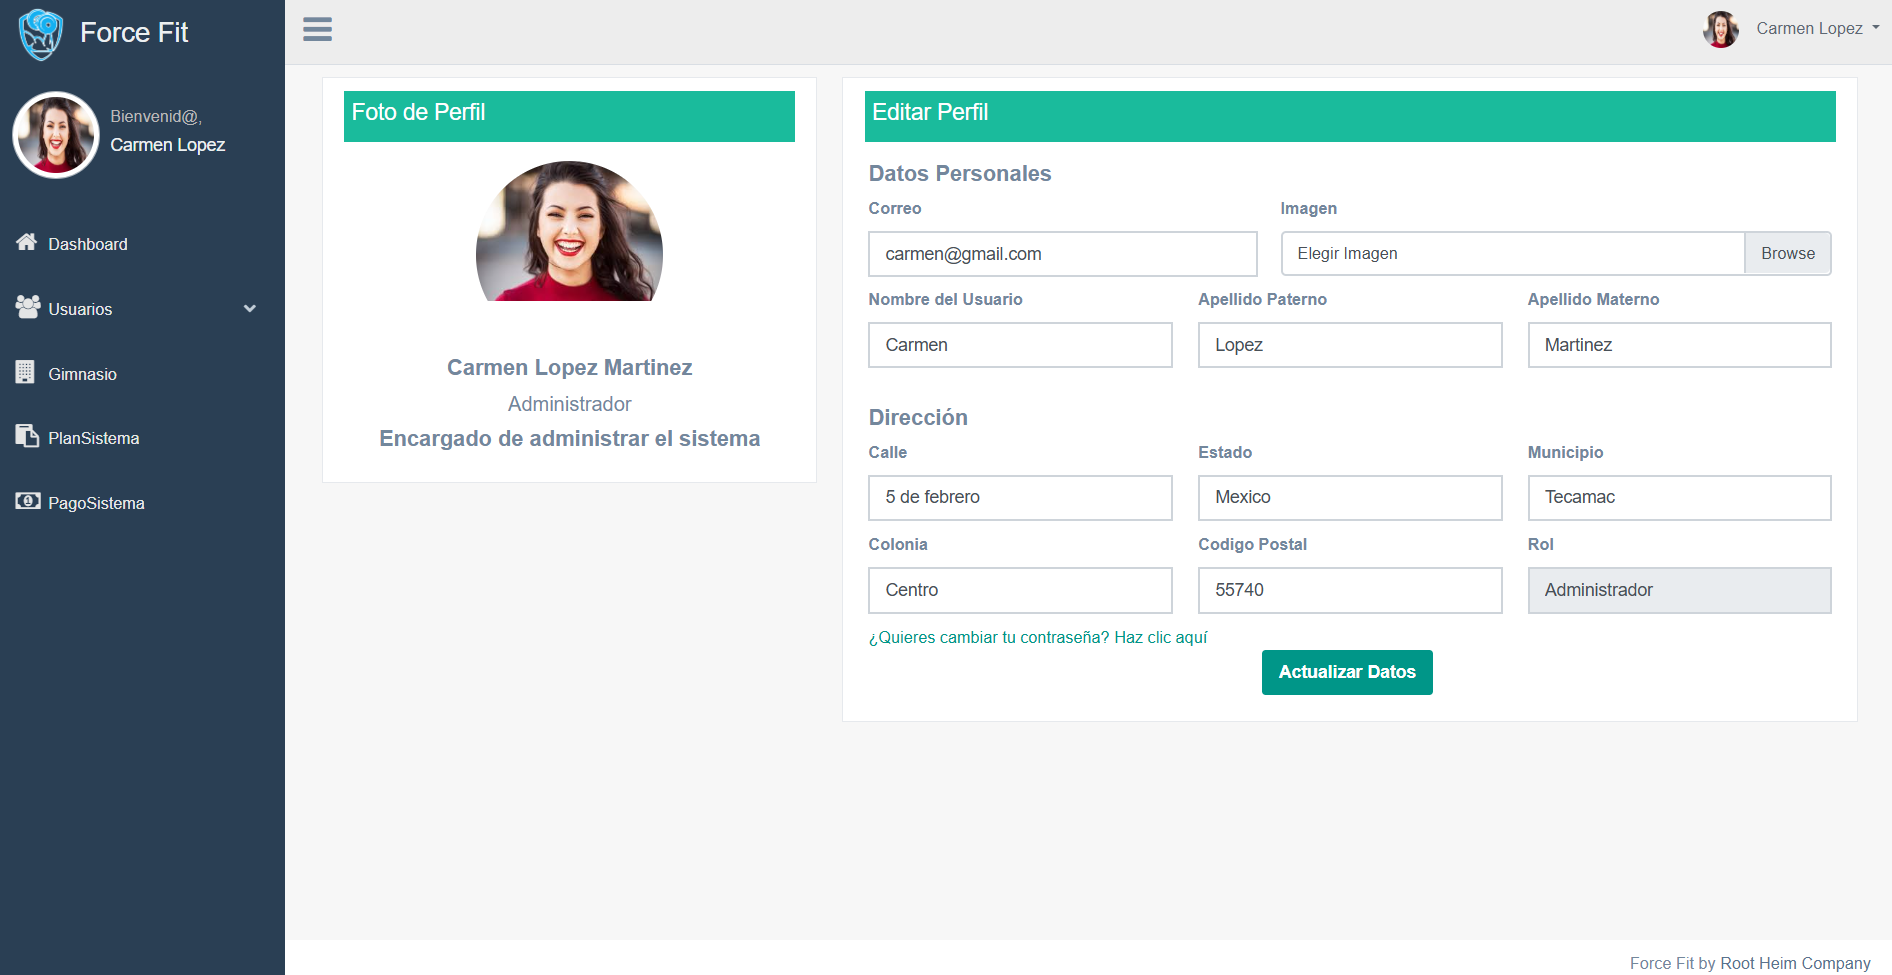 Force Fit
Carmen Lopez
Bienvenid@,
Carmen Lopez
Dashboard
Usuarios
Gimnasio
PlanSistema
PagoSistema
Foto de Perfil
Carmen Lopez Martinez
Administrador
Encargado de administrar el sistema
Editar Perfil
Datos Personales
Correo Imagen
carmen@gmail.com Elegir Imagen Browse
Nombre del Usuario Apellido Paterno Apellido Materno
Carmen Lopez Martinez
Dirección
Calle Estado Municipio
5 de febrero Mexico Tecamac
Colonia Codigo Postal Rol
Centro 55740 Administrador
¿Quieres cambiar tu contraseña? Haz clic aquí
Actualizar Datos
Force Fit by Root Heim Company